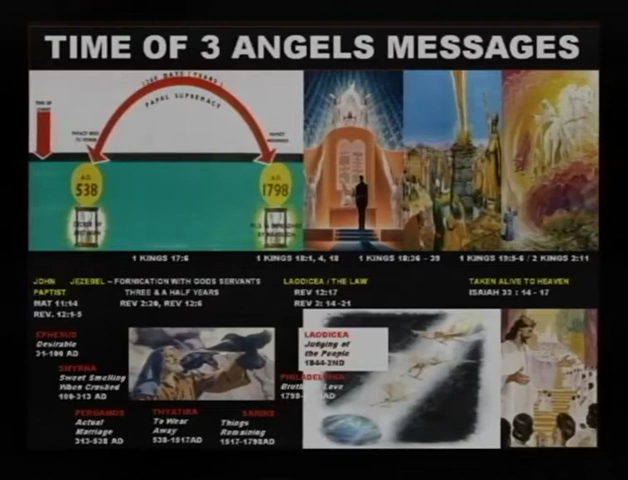 TIME OF 3 ANGELS MESSAGES
PAPAL SUPREMACY
A.D.
538
1798
1 KINGS 17:6
1 KINGS 18:1, 4, 18
1 KINGS 18:36 - 39
1 KINGS 19:5-6 / 2 KINGS 2:11
JOHN
BAPTIST
MAT 11:14
REV. 12:1-5
JEZEBEL – FORNICATION WITH GODS SERVANTS
THREE & A HALF YEARS
REV 2:20, REV 12:6
LAODICEA / THE LAW
REV 12:17
REV 3: 14 -21
TAKEN ALIVE TO HEAVEN
ISAIAH 33 : 14 - 17
EPHESUS
Desirable
31-100 AD
SMYRNA
Sweet Smelling
When Crushed
100-313 AD
PERGAMOS
Actual
Marriage
313-538 AD
THYATIRA
To Wear
Away
538-1517AD
SARDIS
Things
Remaining
1517-1798AD
LAODICEA
Judging of
the People
1844-2ND
PHILADELPHIA
Love